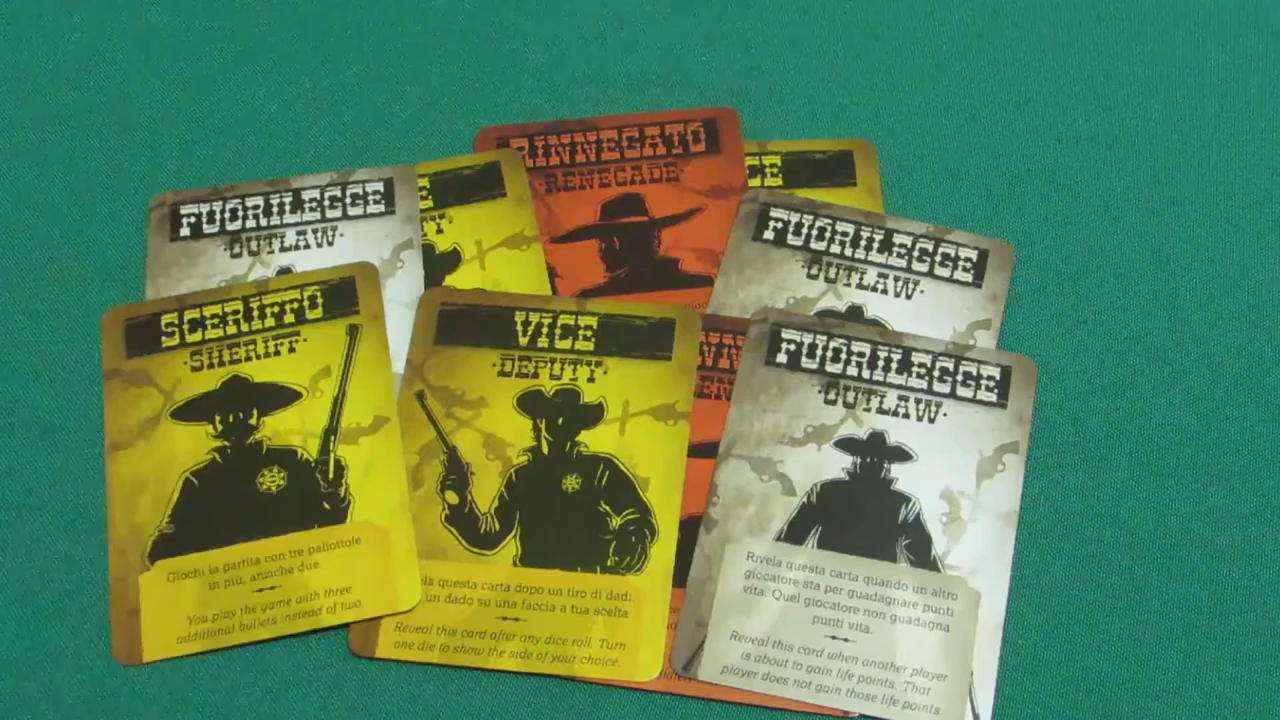 FUORILEGGE
·OUTLAW·
RINNEGATO
·RENEGADE·
CE
FUORILEGGE
·OUTLAW·
SCERIFFO
·SHERIFF·
Giochi la partita con tre pallottole
in più, anziché due.
You play the game with three
additional bullets instead of two.
VICE
·DEPUTY·
la questa carta dopo un tiro di dadi.
un dado su una faccia a tua scelta
Reveal this card after any dice roll. Turn
one die to show the side of your choice.
FUORILEGGE
·OUTLAW·
Rivela questa carta quando un altro
giocatore sta per guadagnare punti
vita. Quel giocatore non guadagna
punti vita.
Reveal this card when another player
is about to gain life points. That
player does not gain those life points.